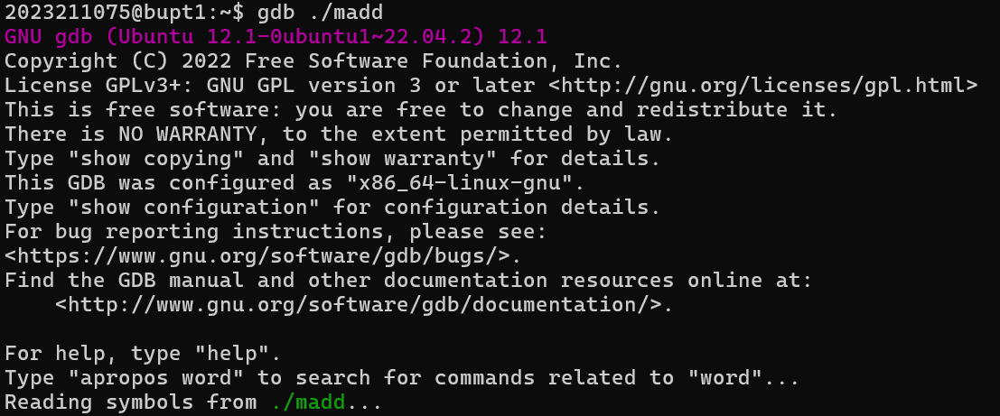 2023211075@bupt1:~$ gdb ./madd
GNU gdb (Ubuntu 12.1-0ubuntu1~22.04.2) 12.1
Copyright (C) 2022 Free Software Foundation, Inc.
License GPLv3+: GNU GPL version 3 or later <http://gnu.org/licenses/gpl.html>
This is free software: you are free to change and redistribute it.
There is NO WARRANTY, to the extent permitted by law.
Type "show copying" and "show warranty" for details.
This GDB was configured as "x86_64-linux-gnu".
Type "show configuration" for configuration details.
For bug reporting instructions, please see:
<https://www.gnu.org/software/gdb/bugs/>.
Find the GDB manual and other documentation resources online at:
    <http://www.gnu.org/software/gdb/documentation/>.

For help, type "help".
Type "apropos word" to search for commands related to "word"...
Reading symbols from ./madd...